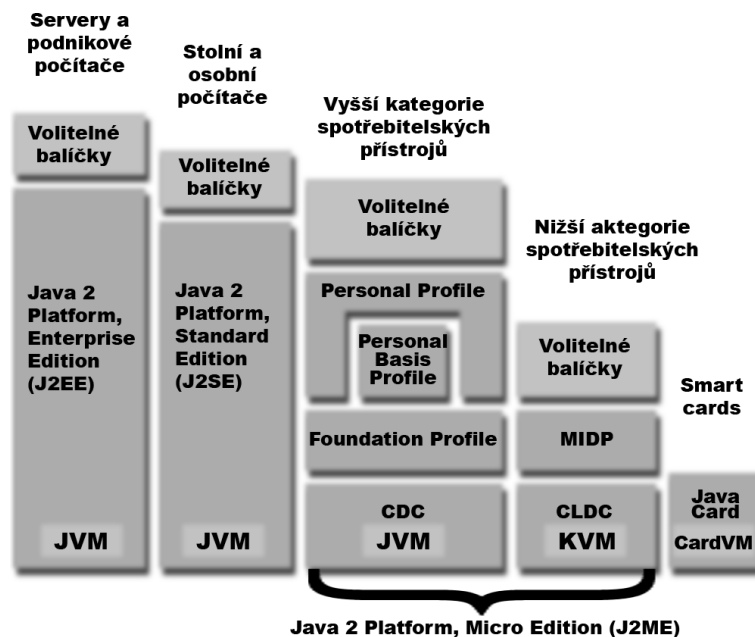 Servery a
podnikové
počítače
Volitelné
balíčky
Java 2
Platform,
Enterprise
Edition
(J2EE)
JVM
Stolní a
osobní
počítače
Volitelné
balíčky
Java 2
Platform,
Standard
Edition
(J2SE)
JVM
Vyšší kategorie
spotřebitelských
přístrojů
Volitelné
balíčky
Personal Profile
Personal
Basis
Profile
Foundation Profile
CDC
JVM
Nižší aktegorie
spotřebitelských
přístrojů
Volitelné
balíčky
MIDP
CLDC
KVM
Smart
cards
Java
Card
CardVM
Java 2 Platform, Micro Edition (J2ME)